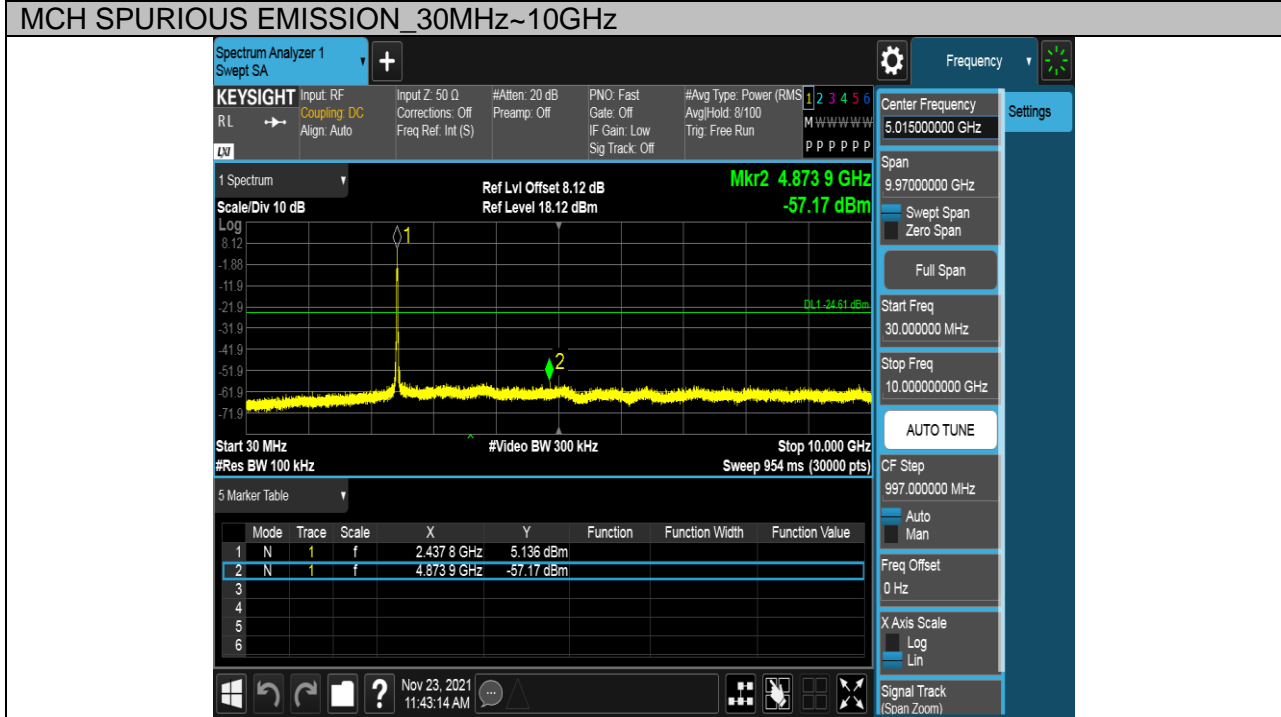 MCH SPURIOUS EMISSION_30MHz~10GHz
Spectrum Analyzer 1
Swept SA
Frequency
KEYSIGHT
RL
LXI
Input: RF
Coupling: DC
Align: Auto
Input Z: 50 Ω
Corrections: Off
Freq Ref: Int (S)
#Atten: 20 dB
Preamp: Off
PNO: Fast
Gate: Off
IF Gain: Low
Sig Track: Off
#Avg Type: Power (RMS
Avg|Hold: 8/100
Trig: Free Run
1 2 3 4 5 6
M W W W W W
P P P P P P
1 Spectrum
Scale/Div 10 dB
Ref Lvl Offset 8.12 dB
Ref Level 18.12 dBm
Mkr2 4.873 9 GHz
-57.17 dBm
Log
8.12
-1.88
-11.9
-21.9
-31.9
-41.9
-51.9
-61.9
-71.9
1
2
DL1 -24.61 dBm
Start 30 MHz
#Res BW 100 kHz
#Video BW 300 kHz
Stop 10.000 GHz
Sweep 954 ms (30000 pts)
5 Marker Table
Mode Trace Scale X Y Function Function Width Function Value
1 N 1 f 2.437 8 GHz 5.136 dBm
2 N 1 f 4.873 9 GHz -57.17 dBm
3
4
5
6
Nov 23, 2021
11:43:14 AM
Center Frequency
5.015000000 GHz
Settings
Span
9.97000000 GHz
Swept Span
Zero Span
Full Span
Start Freq
30.000000 MHz
Stop Freq
10.000000000 GHz
AUTO TUNE
CF Step
997.000000 MHz
Auto
Man
Freq Offset
0 Hz
X Axis Scale
Log
Lin
Signal Track
(Span Zoom)